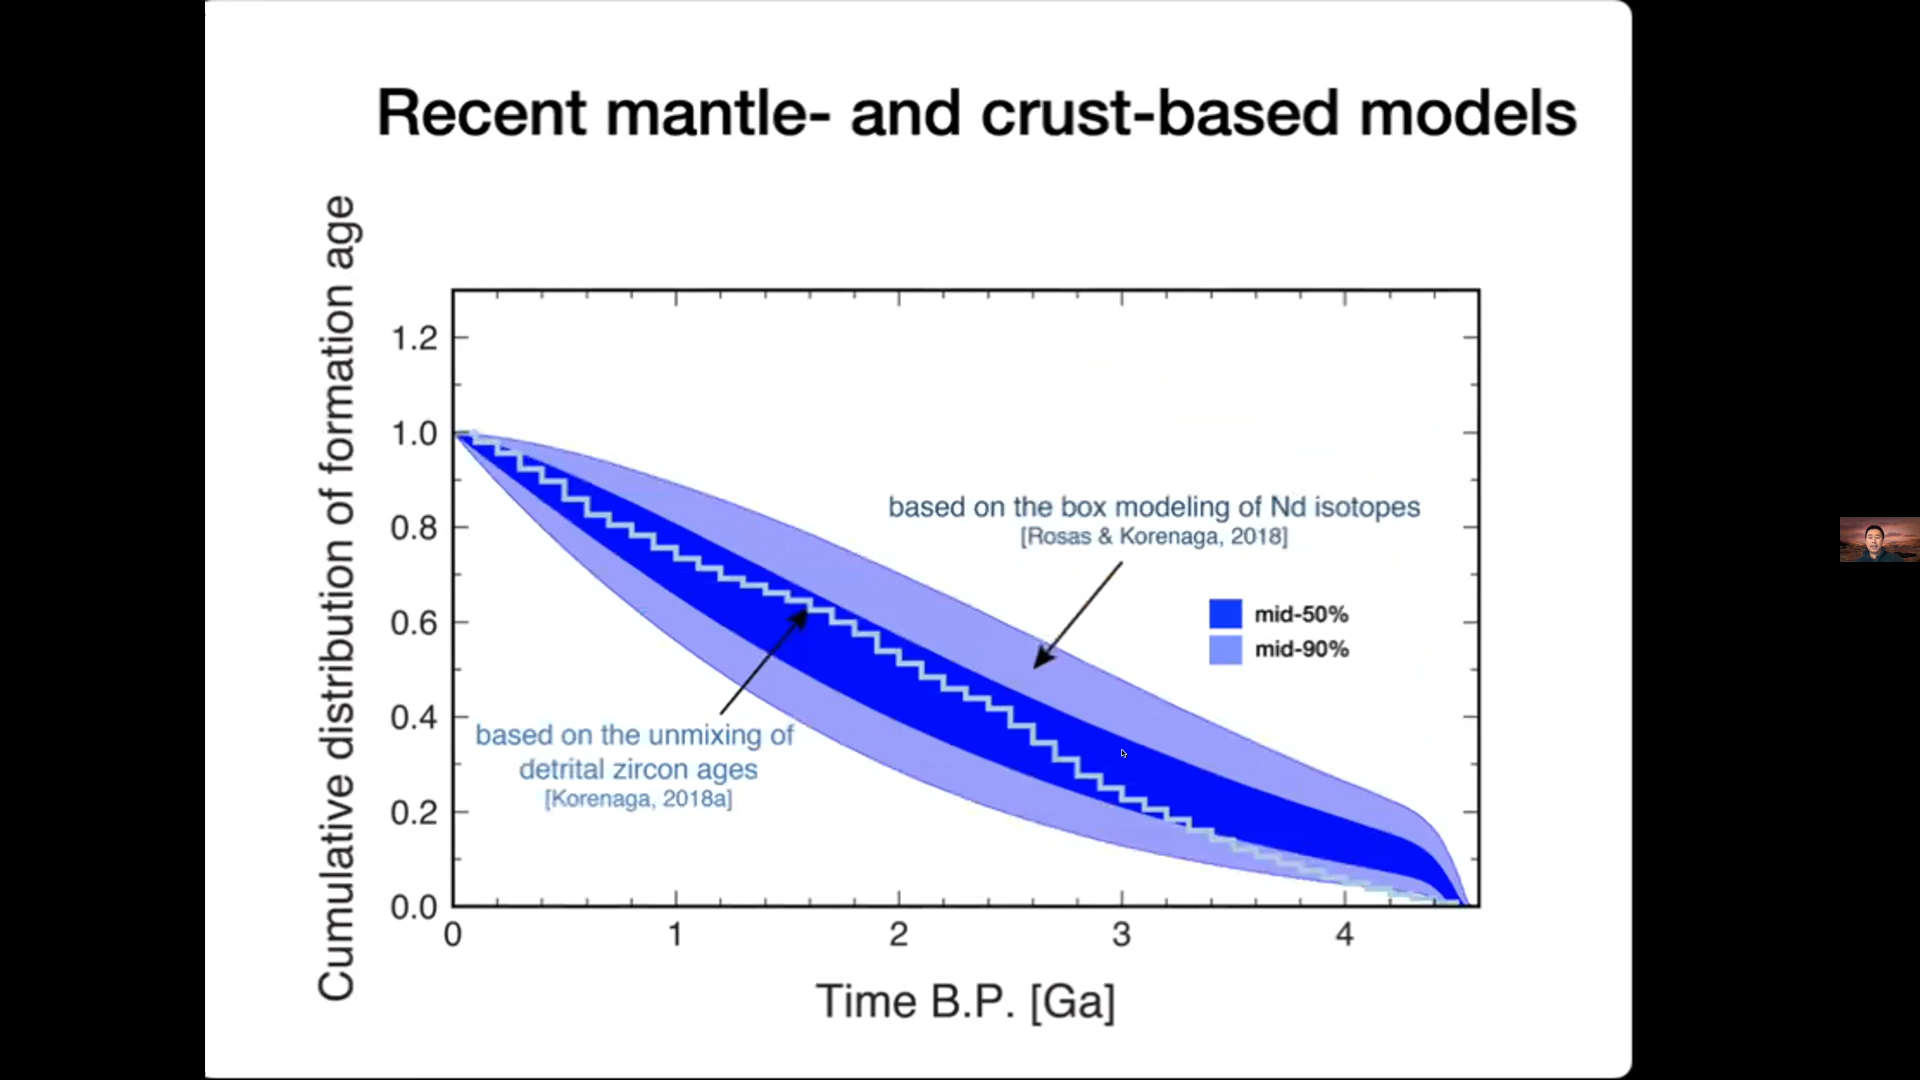 Recent mantle- and crust-based models
Cumulative distribution of formation age
1.2
1.0
0.8
0.6
0.4
0.2
0.0
based on the box modeling of Nd isotopes
[Rosas & Korenaga, 2018]
mid-50%
mid-90%
based on the unmixing of
detrital zircon ages
[Korenaga, 2018a]
0 1 2 3 4
Time B.P. [Ga]